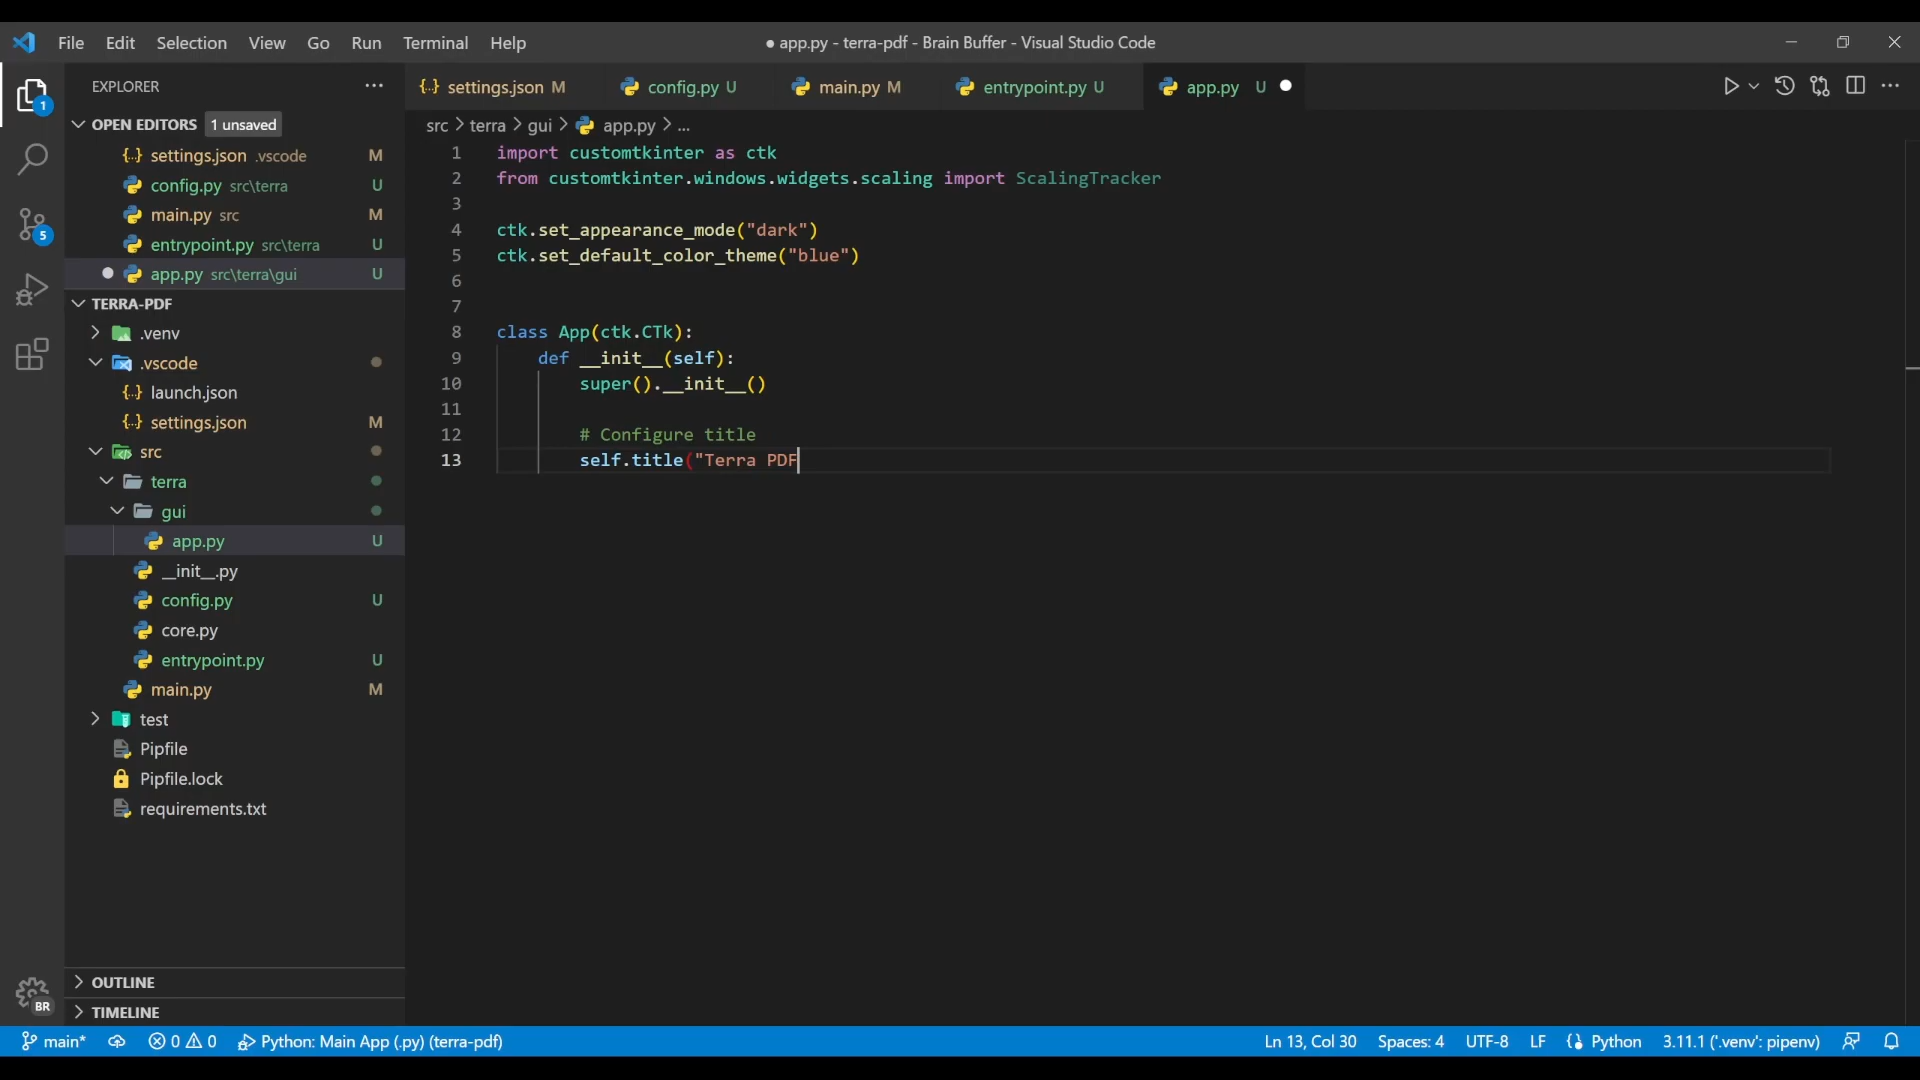 File Edit Selection View Go Run Terminal Help
● app.py - terra-pdf - Brain Buffer - Visual Studio Code
EXPLORER
OPEN EDITORS 1 unsaved
{..} settings.json .vscode M
config.py src\terra U
main.py src M
entrypoint.py src\terra U
app.py src\terra\gui U
TERRA-PDF
.venv
.vscode
{..} launch.json
{..} settings.json M
src
terra
gui
app.py U
__init__.py
config.py U
core.py
entrypoint.py U
main.py M
test
Pipfile
Pipfile.lock
requirements.txt
OUTLINE
TIMELINE
1
5
BR
{..} settings.json M config.py U main.py M entrypoint.py U app.py U
src > terra > gui > app.py > ...
1 import customtkinter as ctk
2 from customtkinter.windows.widgets.scaling import ScalingTracker
3
4 ctk.set_appearance_mode("dark")
5 ctk.set_default_color_theme("blue")
6
7
8 class App(ctk.CTk):
9 def __init__(self):
10 super().__init__()
11
12 # Configure title
13 self.title("Terra PDF
main* 0 0 Python: Main App (.py) (terra-pdf) Ln 13, Col 30 Spaces: 4 UTF-8 LF Python 3.11.1 ('.venv': pipenv)